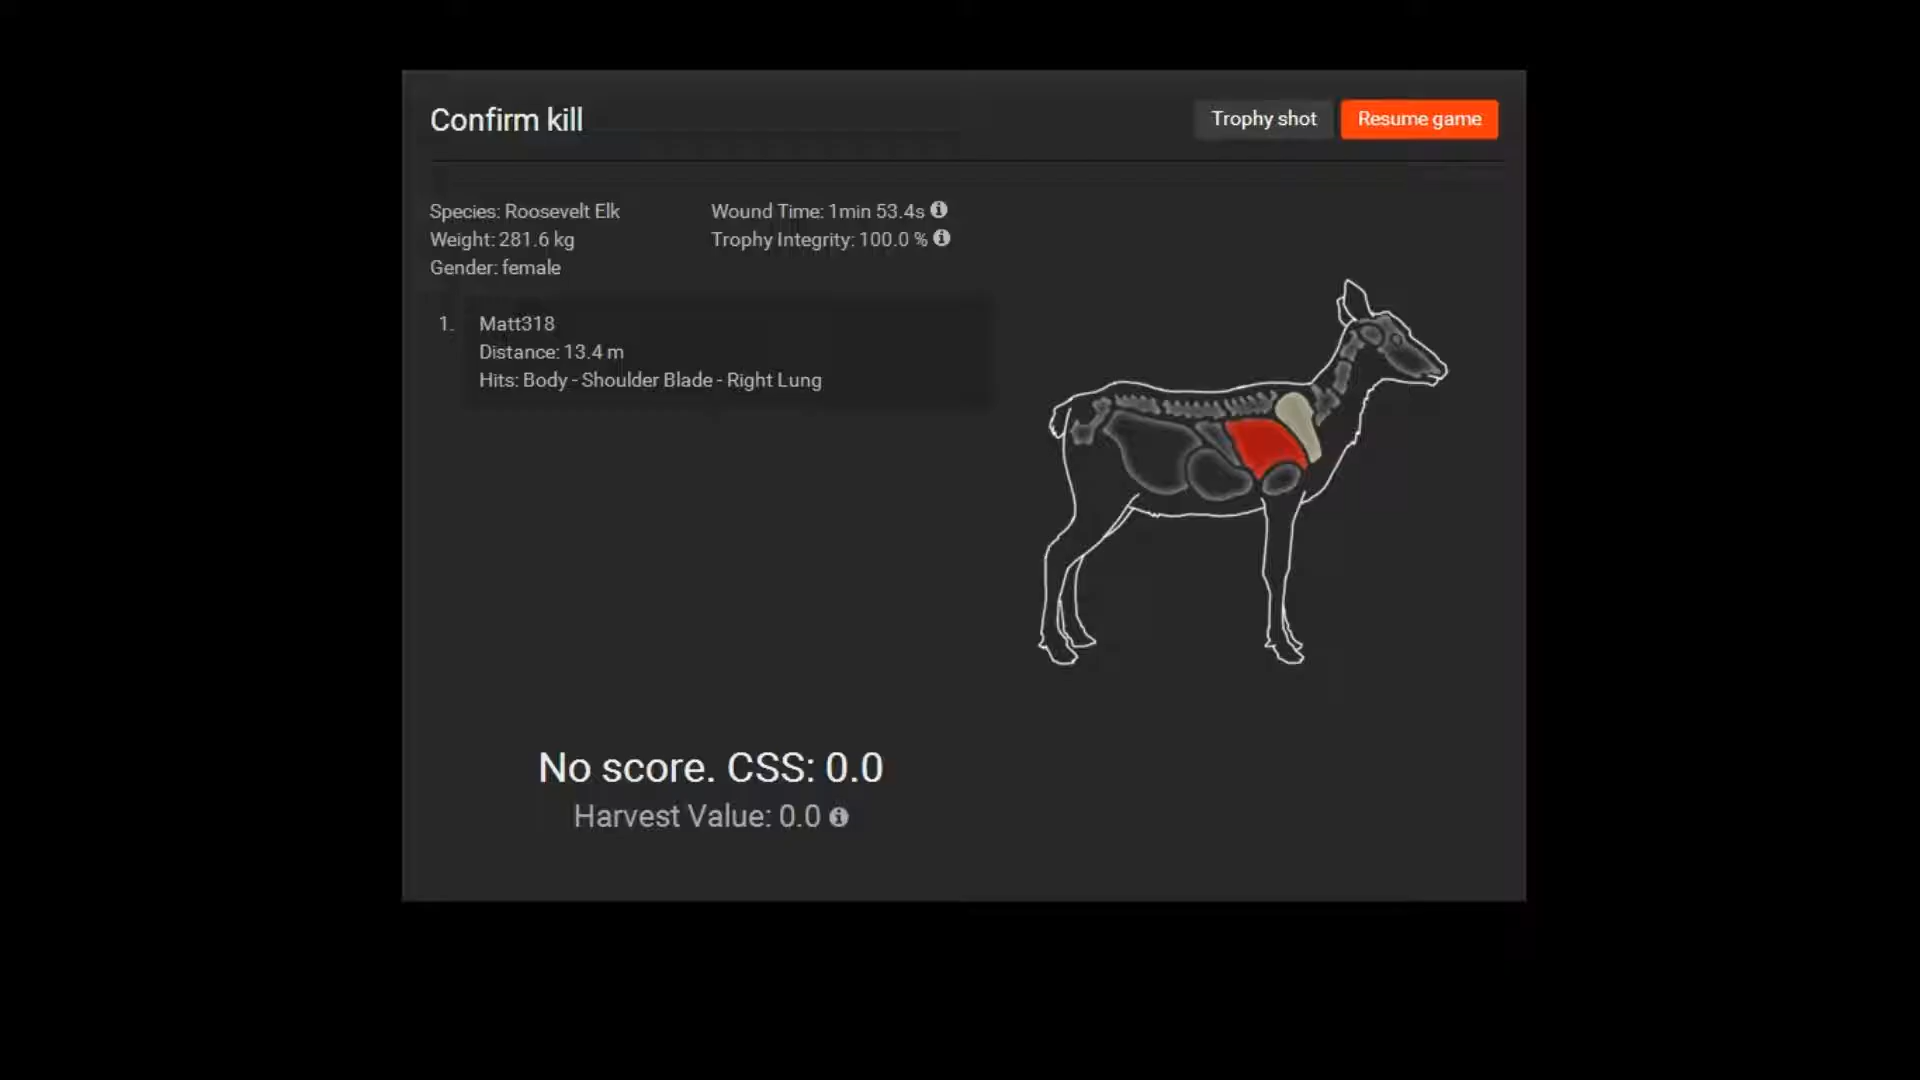 Confirm kill
Trophy shot
Resume game
Species: Roosevelt Elk
Weight: 281.6 kg
Gender: female
Wound Time: 1min 53.4s
Trophy Integrity: 100.0 %
1.
Matt318
Distance: 13.4 m
Hits: Body - Shoulder Blade - Right Lung
No score. CSS: 0.0
Harvest Value: 0.0